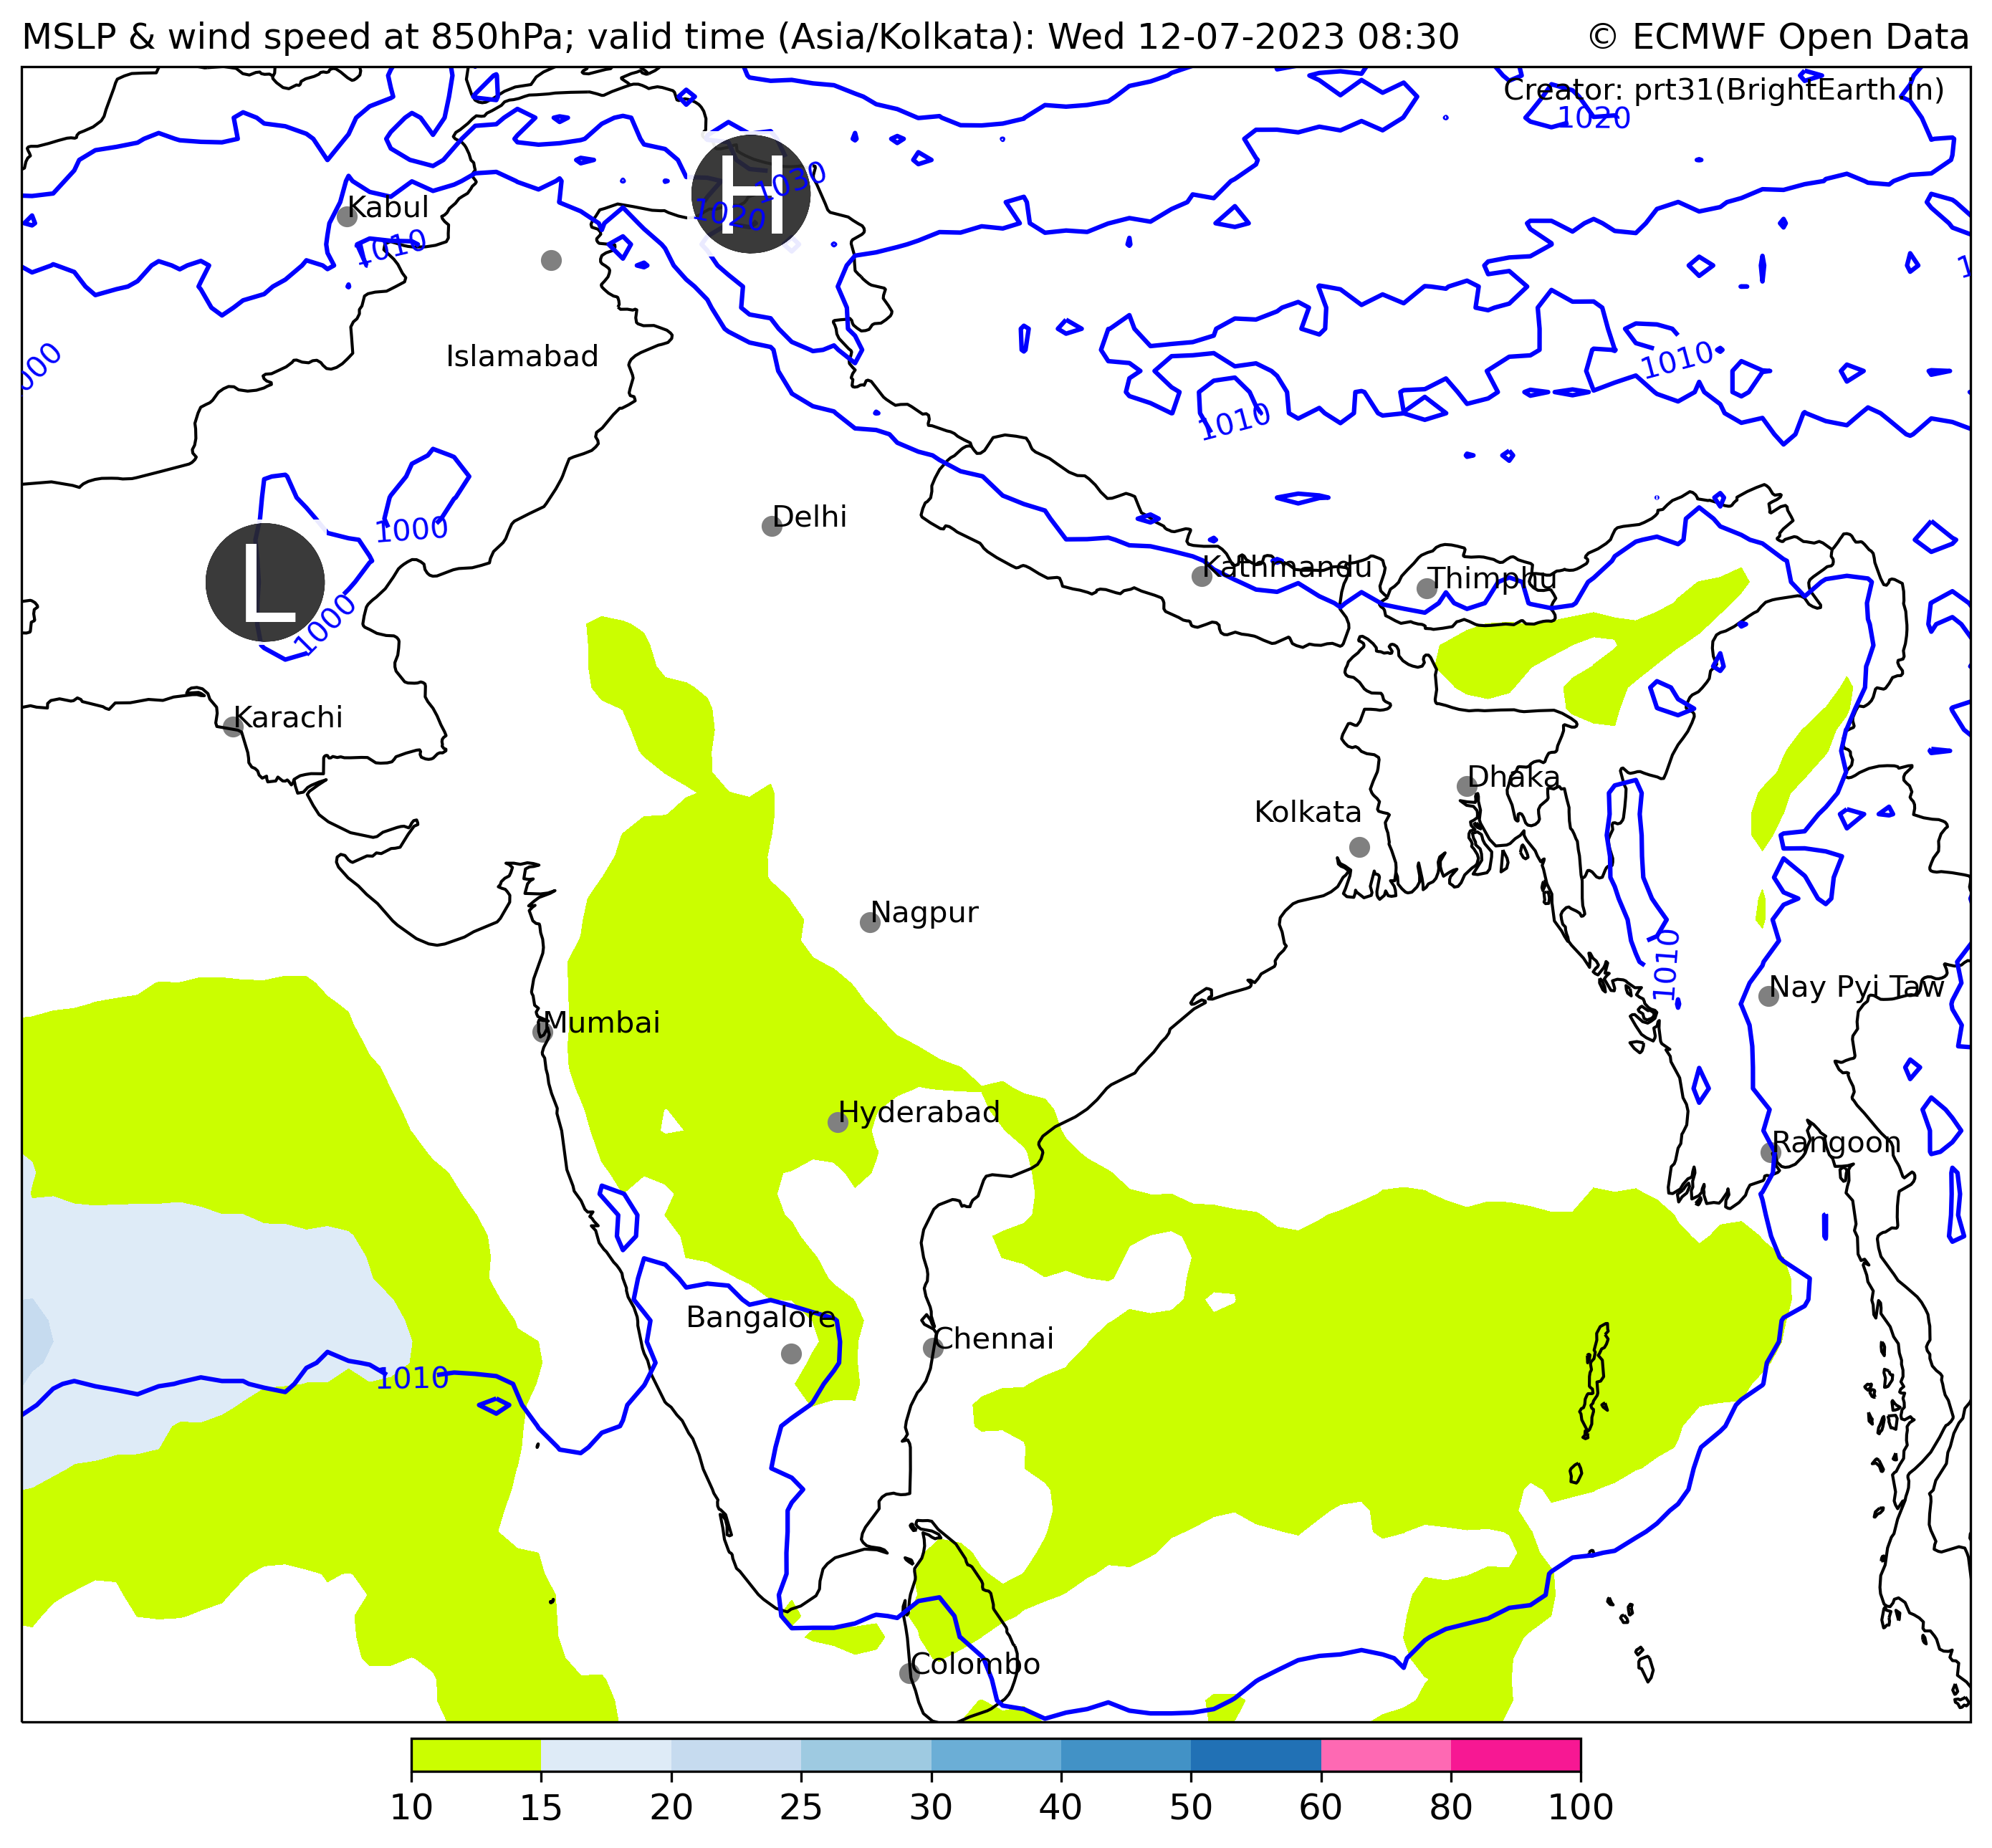 MSLP & wind speed at 850hPa; valid time (Asia/Kolkata): Wed 12-07-2023 08:30 © ECMWF Open Data
Creator: prt31(BrightEarth.in)
1020
H
1030
1020
Kabul
1010
Islamabad
000
1010
1010
Delhi
1000
L
1000
Kathmandu
Thimphu
Karachi
Dhaka
Kolkata
Nagpur
1010
Nay Pyi Taw
Mumbai
Hyderabad
Rangoon
Bangalore
Chennai
1010
Colombo
10 15 20 25 30 40 50 60 80 100